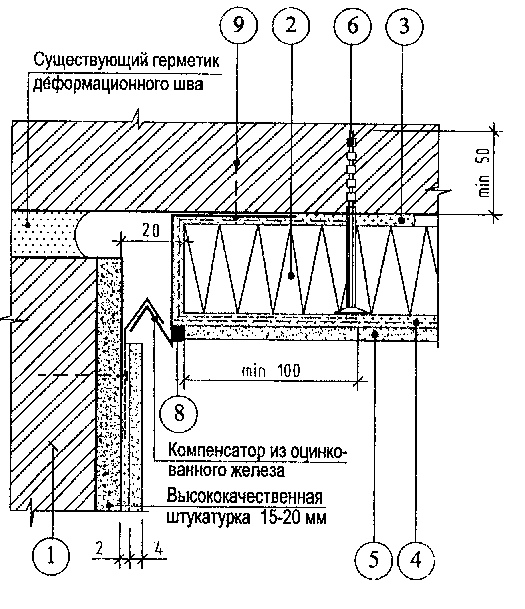 9
2
6
3
Существующий герметик
деформационного шва
min 50
20
min 100
8
Компенсатор из оцинко-
ванного железа
Высококачественная
штукатурка 15-20 мм
1
2
4
5
4